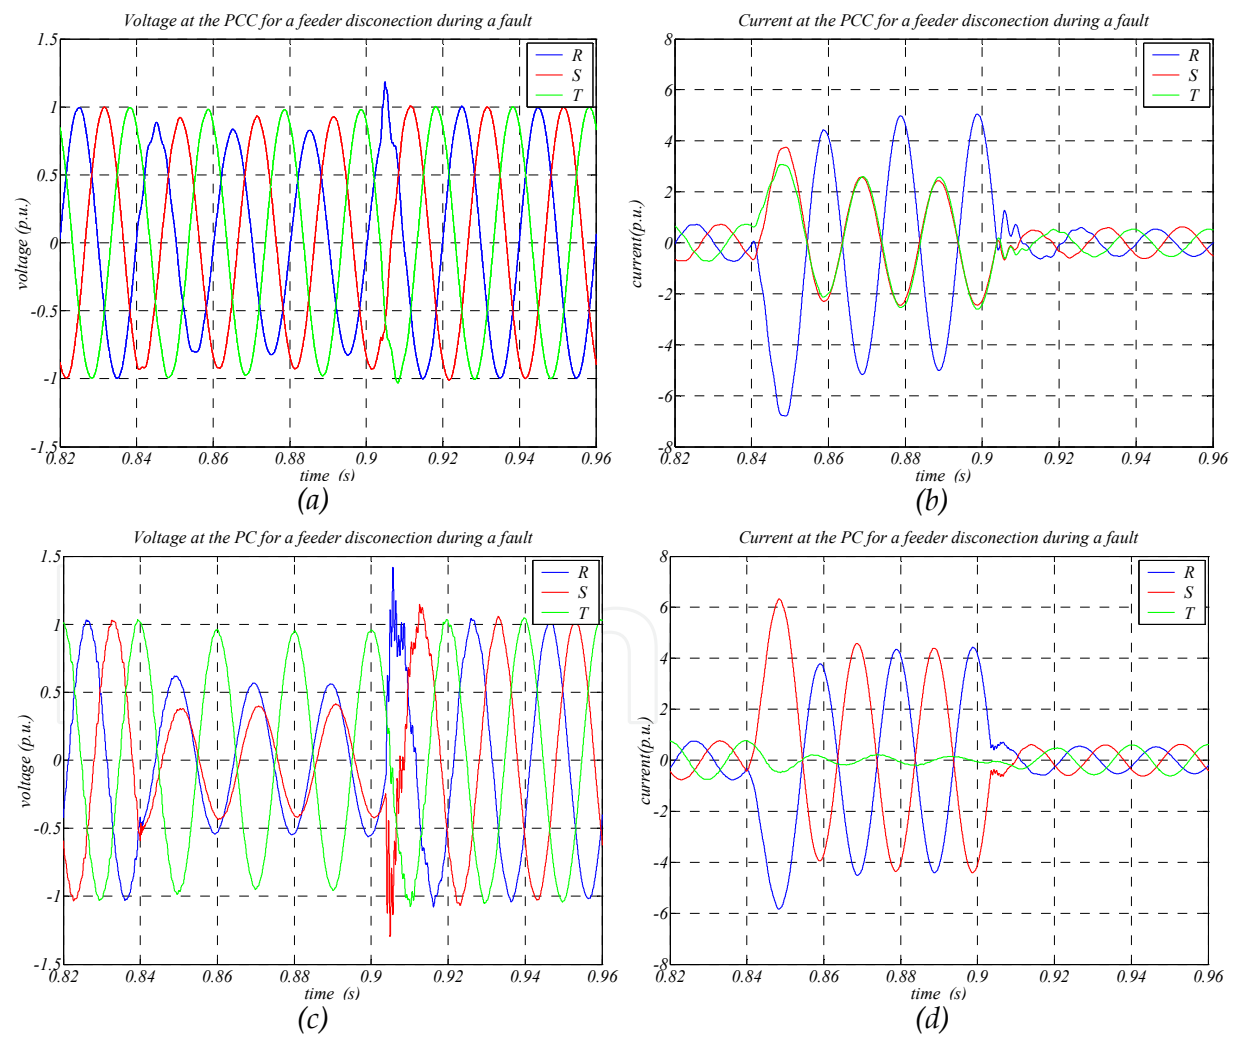 Voltage at the PCC for a feeder disconection during a fault
1.5
1
0.5
0
-0.5
-1
-1.5
voltage (p.u.)
R
S
T
0.82 0.84 0.86 0.88 0.9 0.92 0.94 0.96
time (s)
(a)
Current at the PCC for a feeder disconection during a fault
8
6
4
2
0
-2
-4
-6
-8
current(p.u.)
R
S
T
0.82 0.84 0.86 0.88 0.9 0.92 0.94 0.96
time (s)
(b)
Voltage at the PC for a feeder disconection during a fault
1.5
1
0.5
0
-0.5
-1
-1.5
voltage (p.u.)
R
S
T
0.82 0.84 0.86 0.88 0.9 0.92 0.94 0.96
time (s)
(c)
Current at the PC for a feeder disconection during a fault
8
6
4
2
0
-2
-4
-6
-8
current(p.u.)
R
S
T
0.82 0.84 0.86 0.88 0.9 0.92 0.94 0.96
time (s)
(d)